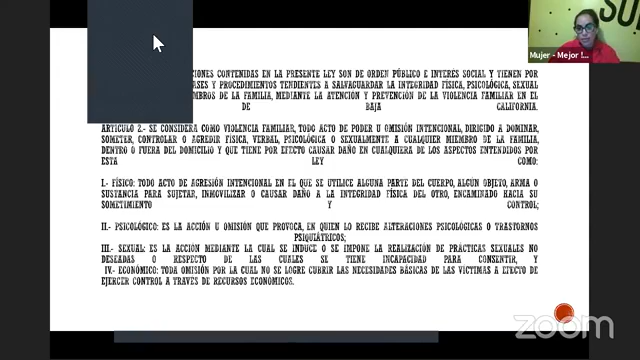 SU
Mujer - Mejor !...
CIONES CONTENIDAS EN LA PRESENTE LEY SON DE ORDEN PÚBLICO E INTERÉS SOCIAL Y TIENEN POR
ASES Y PROCEDIMIENTOS TENDIENTES A SALVAGUARDAR LA INTEGRIDAD FÍSICA, PSICOLÓGICA, SEXUAL
MBROS DE LA FAMILIA, MEDIANTE LA ATENCIÓN Y PREVENCIÓN DE LA VIOLENCIA FAMILIAR EN EL
DE BAJA CALIFORNIA.
ARTICULO 2.- SE CONSIDERA COMO VIOLENCIA FAMILIAR, TODO ACTO DE PODER U OMISIÓN INTENCIONAL, DIRIGIDO A DOMINAR,
SOMETER, CONTROLAR O AGREDIR FÍSICA, VERBAL, PSICOLÓGICA O SEXUALMENTE A CUALQUIER MIEMBRO DE LA FAMILIA,
DENTRO O FUERA DEL DOMICILIO Y QUE TIENE POR EFECTO CAUSAR DAÑO EN CUALQUIERA DE LOS ASPECTOS ENTENDIDOS POR
ESTA LEY COMO:
I.- FÍSICO: TODO ACTO DE AGRESIÓN INTENCIONAL EN EL QUE SE UTILICE ALGUNA PARTE DEL CUERPO, ALGÚN OBJETO, ARMA O
SUSTANCIA PARA SUJETAR, INMOVILIZAR O CAUSAR DAÑO A LA INTEGRIDAD FÍSICA DEL OTRO, ENCAMINADO HACIA SU
SOMETIMIENTO Y CONTROL;
II.- PSICOLÓGICO: ES LA ACCIÓN U OMISIÓN QUE PROVOCA, EN QUIEN LO RECIBE ALTERACIONES PSICOLÓGICAS O TRASTORNOS
PSIQUIÁTRICOS;
III.- SEXUAL: ES LA ACCIÓN MEDIANTE LA CUAL SE INDUCE O SE IMPONE LA REALIZACIÓN DE PRÁCTICAS SEXUALES NO
DESEADAS O RESPECTO DE LAS CUALES SE TIENE INCAPACIDAD PARA CONSENTIR, Y
IV.- ECONÓMICO: TODA OMISIÓN POR LA CUAL NO SE LOGRE CUBRIR LAS NECESIDADES BÁSICAS DE LAS VÍCTIMAS A EFECTO DE
EJERCER CONTROL A TRAVÉS DE RECURSOS ECONÓMICOS.
zoom